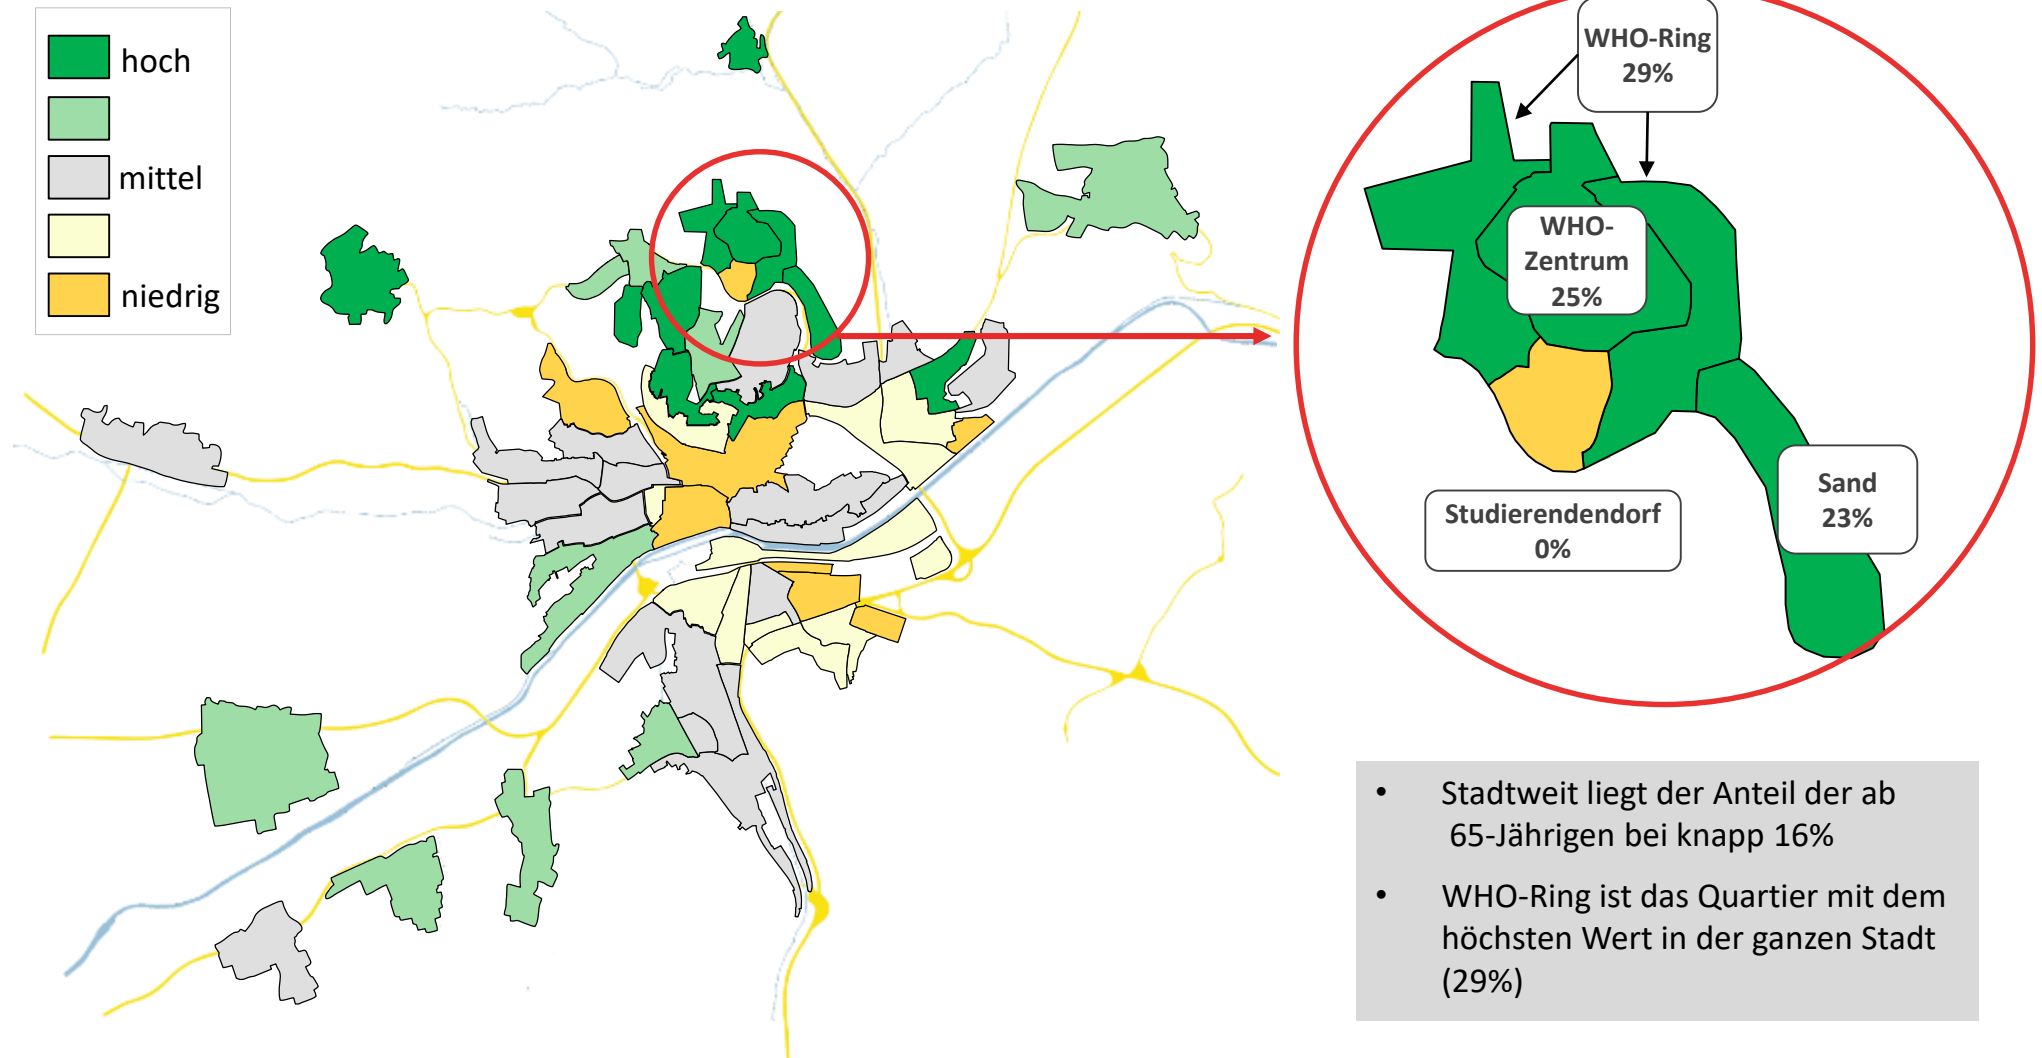 hoch
mittel
niedrig
WHO-Ring
29%
WHO-
Zentrum
25%
Sand
23%
Studierendendorf
0%
• Stadtweit liegt der Anteil der ab
65-Jährigen bei knapp 16%
• WHO-Ring ist das Quartier mit dem
höchsten Wert in der ganzen Stadt
(29%)